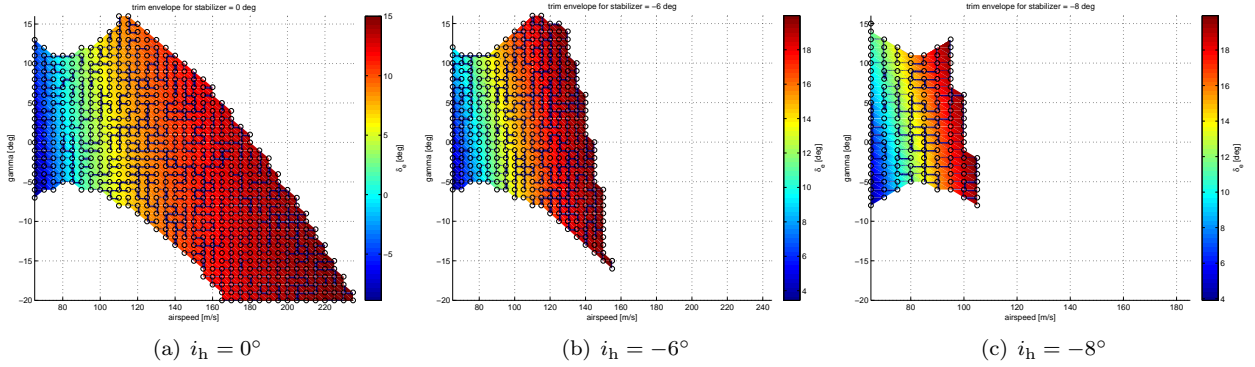 trim envelope for stabilizer = 0 deg
15
10
5
0
−5
−10
−15
−20
gamma [deg]
80 100 120 140 160 180 200 220
airspeed [m/s]
15
10
5
0
−5
δe [deg]
(a) ih = 0°
trim envelope for stabilizer = −6 deg
15
10
5
0
−5
−10
−15
−20
gamma [deg]
80 100 120 140 160 180 200 220 240
airspeed [m/s]
18
16
14
12
10
8
6
4
δe [deg]
(b) ih = −6°
trim envelope for stabilizer = −8 deg
15
10
5
0
−5
−10
−15
−20
gamma [deg]
80 100 120 140 160 180
airspeed [m/s]
18
16
14
12
10
8
6
4
δe [deg]
(c) ih = −8°